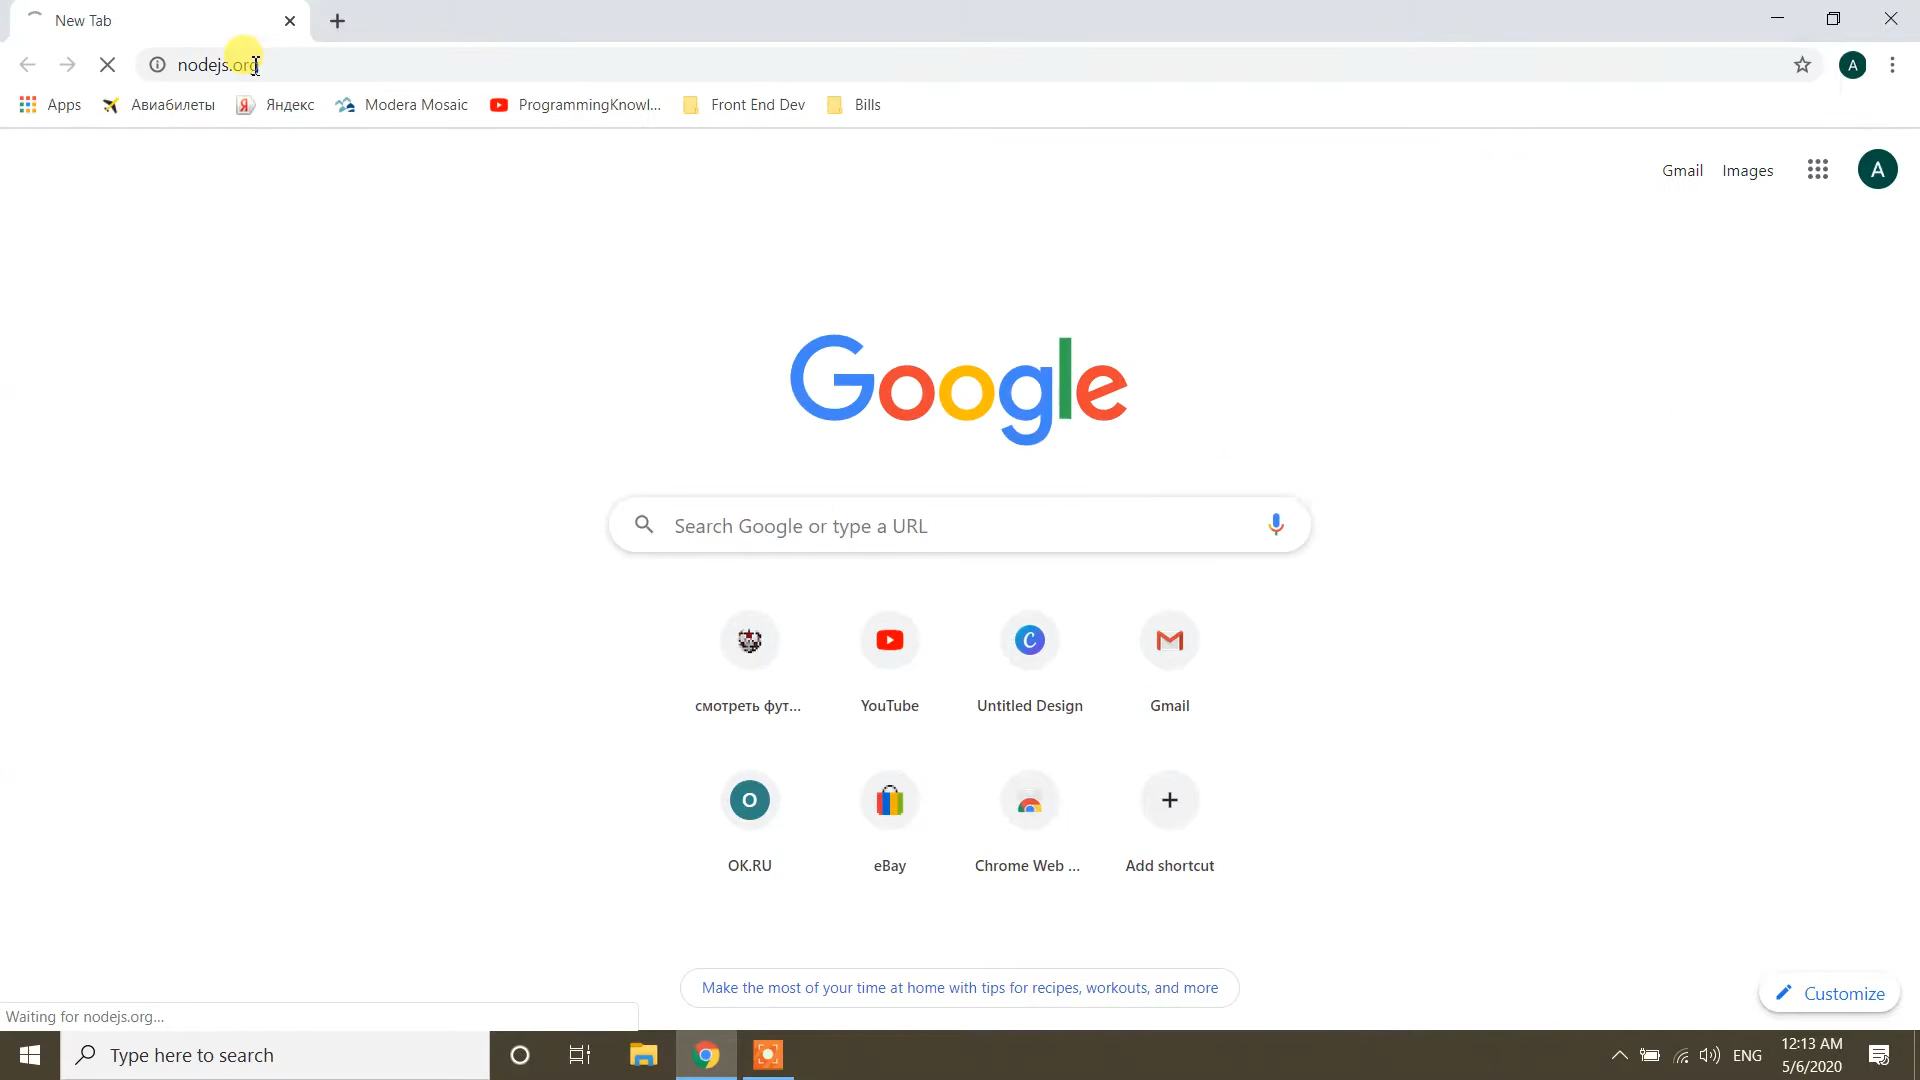 New Tab
nodejs.org
Apps Авиабилеты Яндекс Modera Mosaic ProgrammingKnowl... Front End Dev Bills
A
Gmail Images A
Google
Search Google or type a URL
смотреть фут... YouTube Untitled Design Gmail
O
OK.RU eBay Chrome Web ... Add shortcut
Make the most of your time at home with tips for recipes, workouts, and more
Customize
Waiting for nodejs.org...
Type here to search
ENG
12:13 AM
5/6/2020